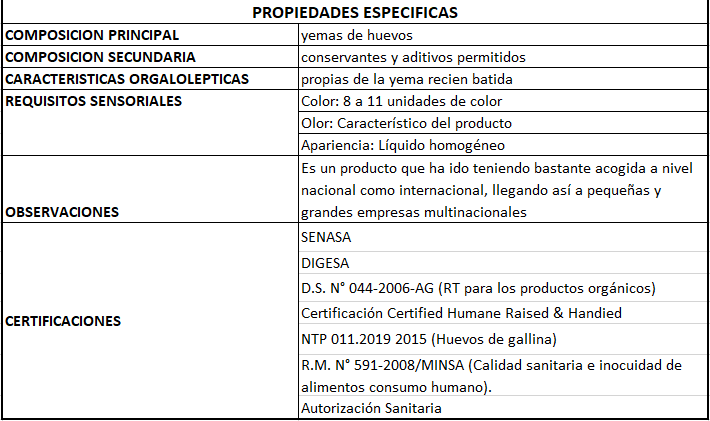 PROPIEDADES ESPECIFICAS
COMPOSICION PRINCIPAL yemas de huevos
COMPOSICION SECUNDARIA conservantes y aditivos permitidos
CARACTERISTICAS ORGALOLEPTICAS propias de la yema recien batida
REQUISITOS SENSORIALES Color: 8 a 11 unidades de color
Olor: Característico del producto
Apariencia: Líquido homogéneo
Es un producto que ha ido teniendo bastante acogida a nivel
nacional como internacional, llegando así a pequeñas y
OBSERVACIONES grandes empresas multinacionales
SENASA
DIGESA
D.S. N° 044-2006-AG (RT para los productos orgánicos)
Certificación Certified Humane Raised & Handied
CERTIFICACIONES
NTP 011.2019 2015 (Huevos de gallina)
R.M. N° 591-2008/MINSA (Calidad sanitaria e inocuidad de
alimentos consumo humano).
Autorización Sanitaria